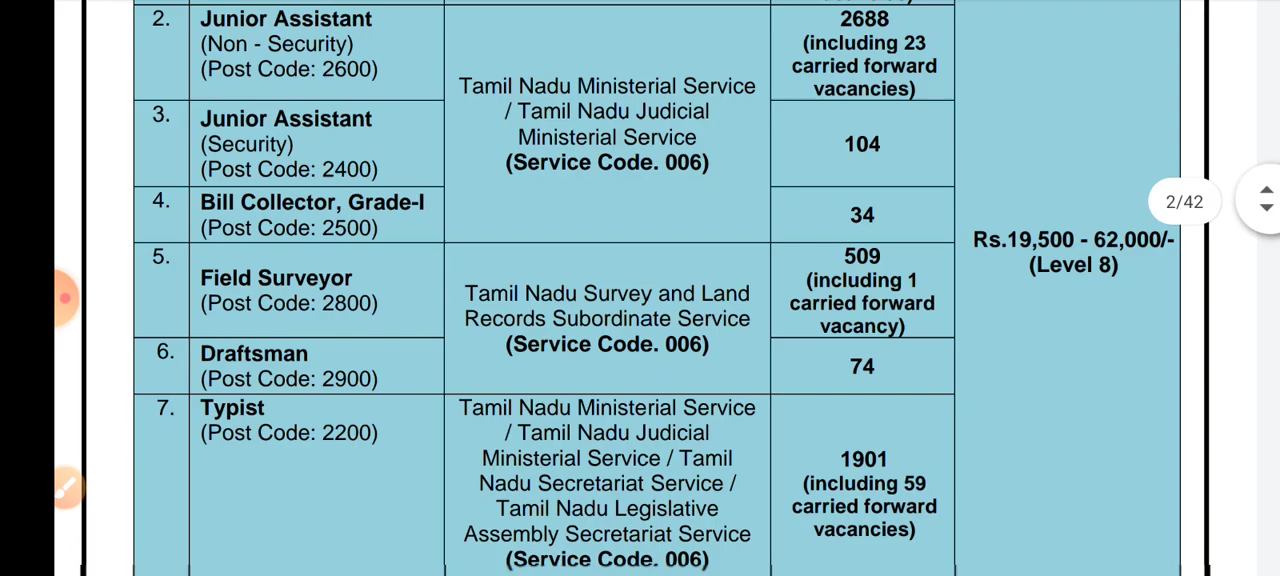 2.
Junior Assistant
(Non - Security)
(Post Code: 2600)
2688
(including 23
carried forward
vacancies)
Tamil Nadu Ministerial Service
/ Tamil Nadu Judicial
Ministerial Service
(Service Code. 006)
3.
Junior Assistant
(Security)
(Post Code: 2400)
104
4.
Bill Collector, Grade-I
(Post Code: 2500)
34
2/42
Rs.19,500 - 62,000/-
(Level 8)
5.
Field Surveyor
(Post Code: 2800)
Tamil Nadu Survey and Land
Records Subordinate Service
(Service Code. 006)
509
(including 1
carried forward
vacancy)
6.
Draftsman
(Post Code: 2900)
74
7.
Typist
(Post Code: 2200)
Tamil Nadu Ministerial Service
/ Tamil Nadu Judicial
Ministerial Service / Tamil
Nadu Secretariat Service /
Tamil Nadu Legislative
Assembly Secretariat Service
(Service Code. 006)
1901
(including 59
carried forward
vacancies)